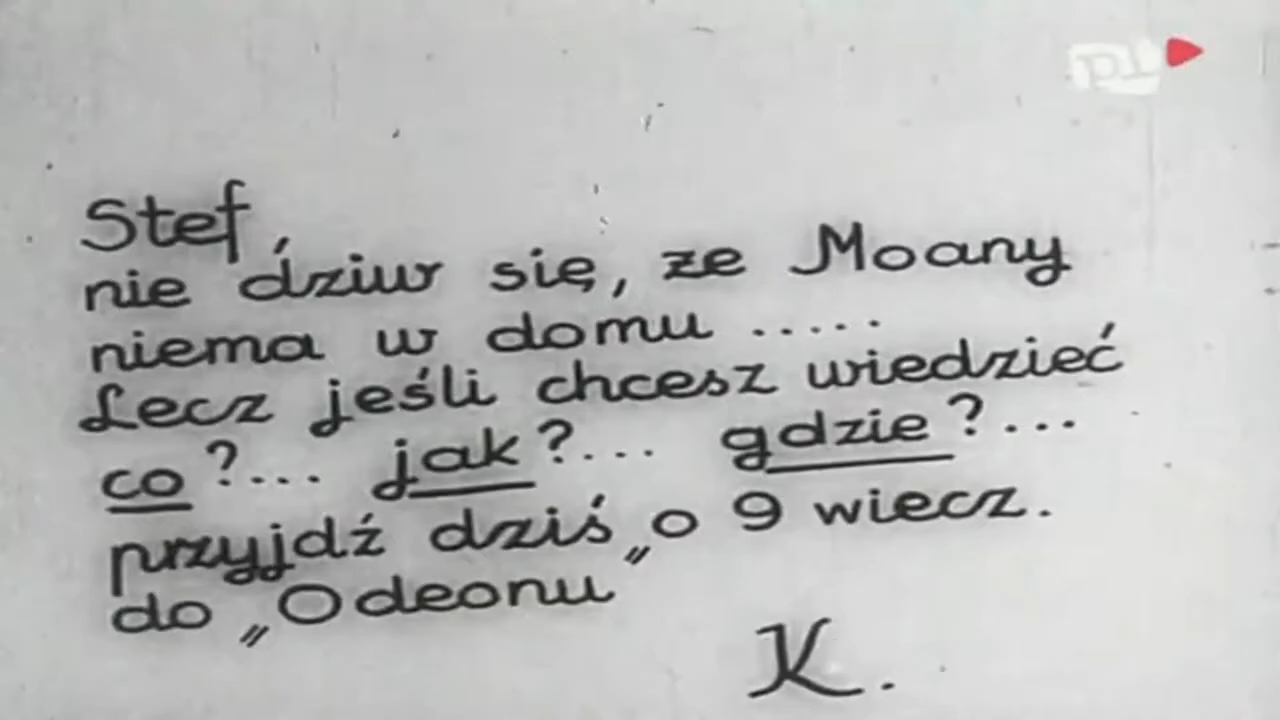 Stef,
nie dziw się, ze Moany
niema w domu .....
Lecz jeśli chcesz wiedzieć
co?.... jak?... gdzie?...
przyjdź dziś „o 9 wiecz.
do „Odeonu”
K.